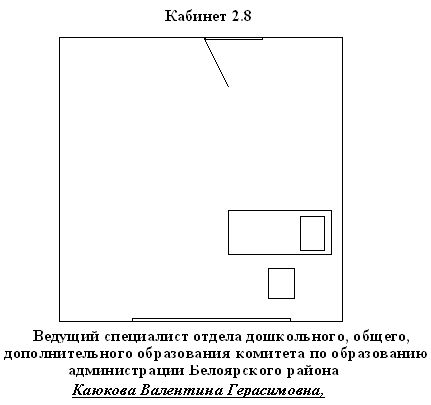 Кабинет 2.8
Ведущий специалист отдела дошкольного, общего,
дополнительного образования комитета по образованию
администрации Белоярского района
Каюкова Валентина Герасимовна,